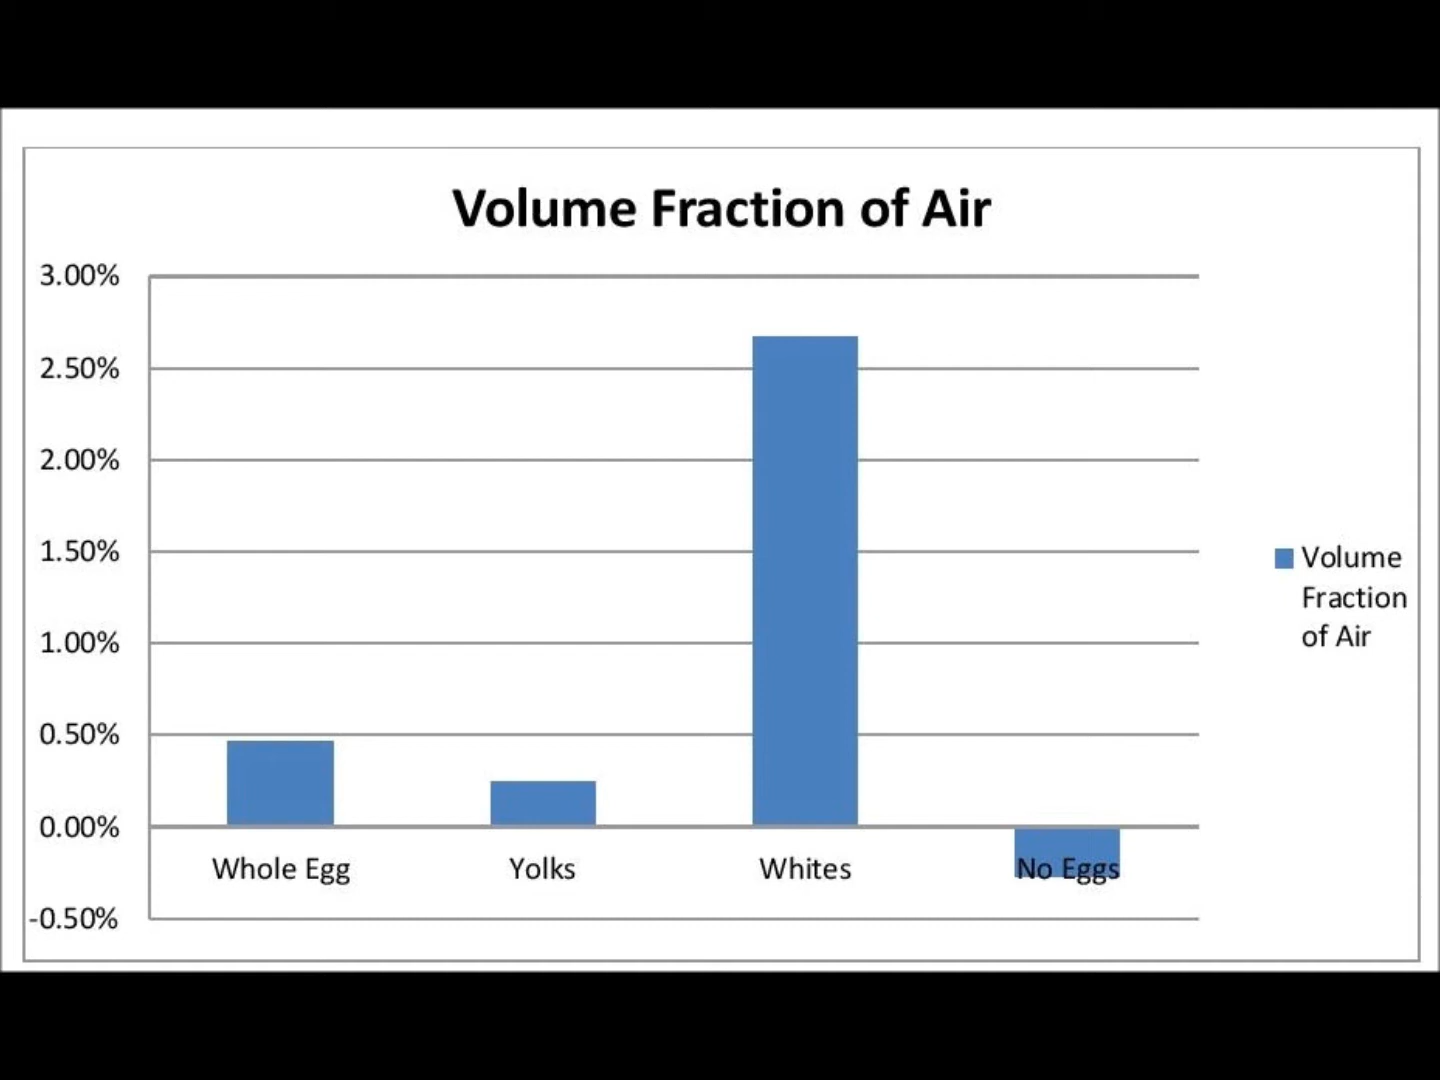 Volume Fraction of Air
3.00%
2.50%
2.00%
1.50%
1.00%
0.50%
0.00%
-0.50%
Whole Egg
Yolks
Whites
No Eggs
Volume
Fraction
of Air